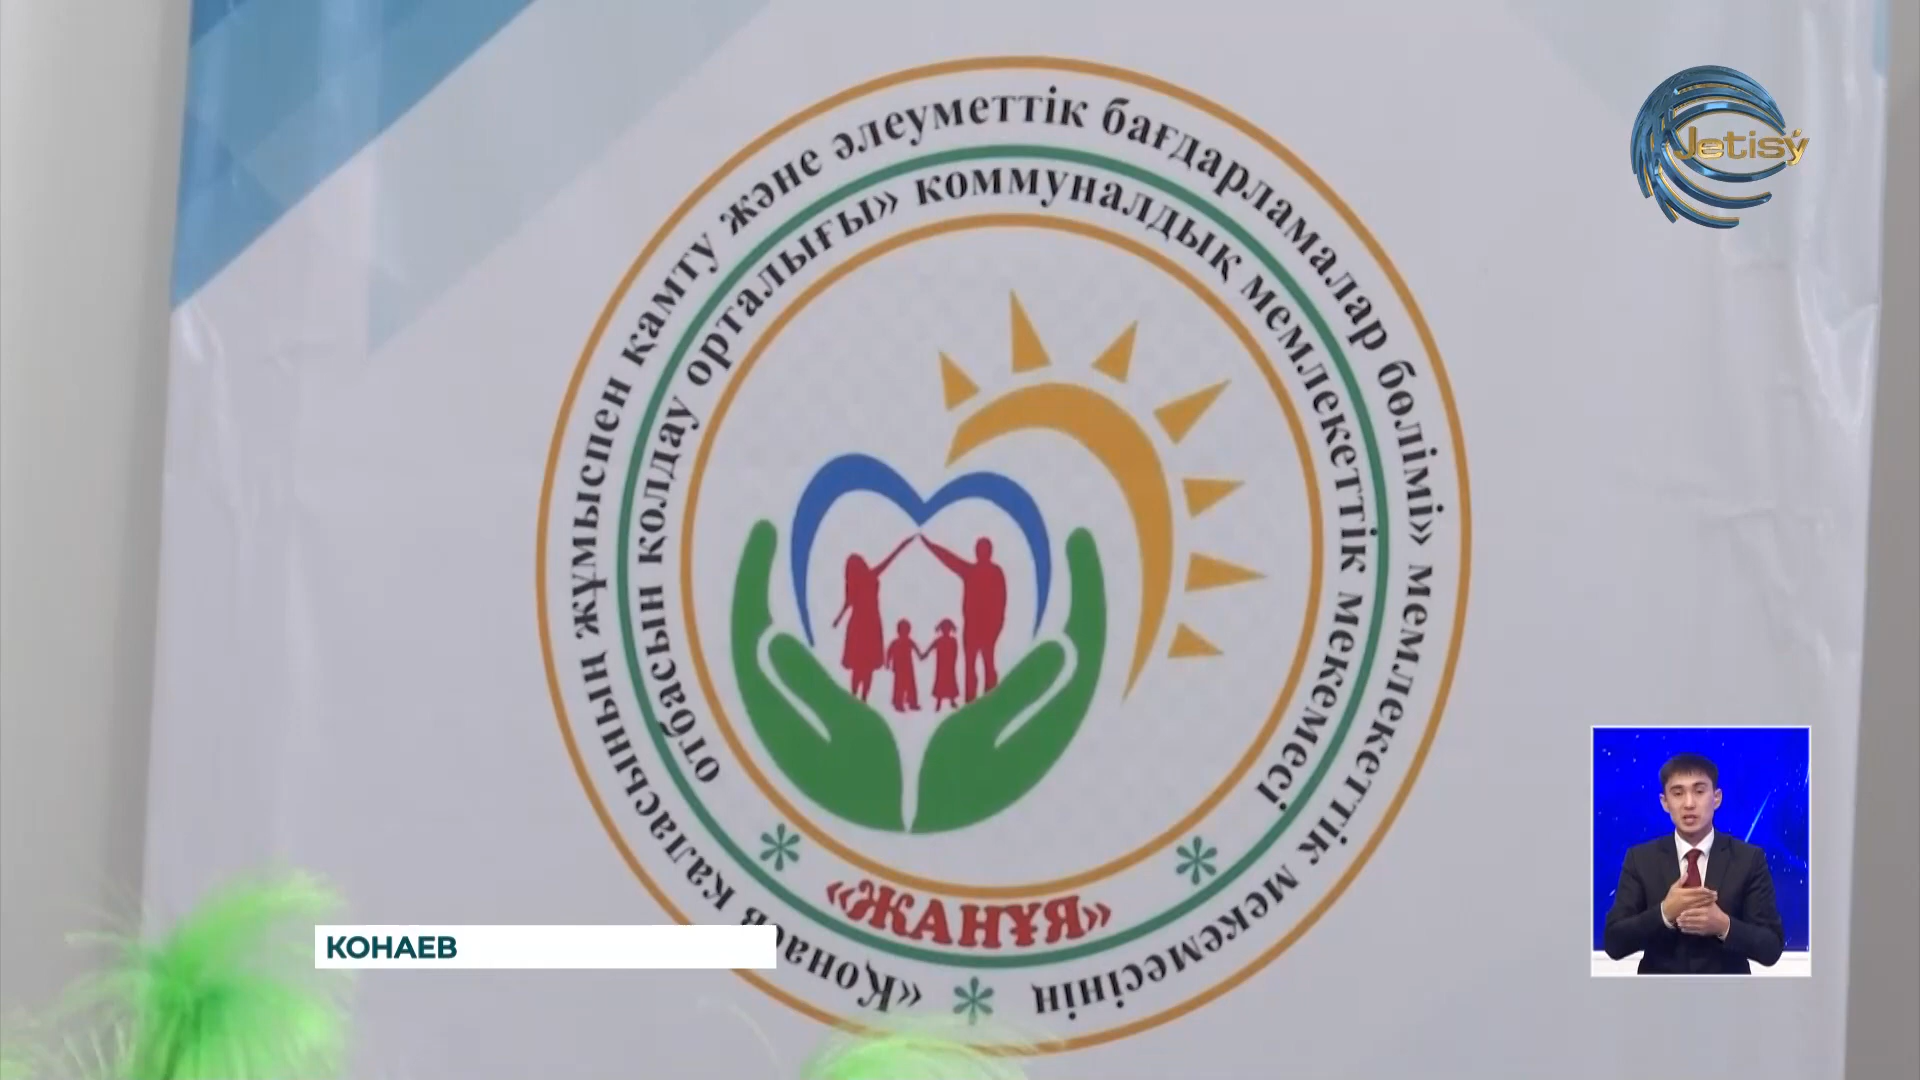 «Қонаев қаласының жұмыспен қамту және әлеуметтік бағдарламалар бөлімі» мемлекеттік мекемесінің
отбасын қолдау орталығы» коммуналдық мемлекеттік мекемесі
«ЖАНҰЯ»
Jetisý
КОНАЕВ